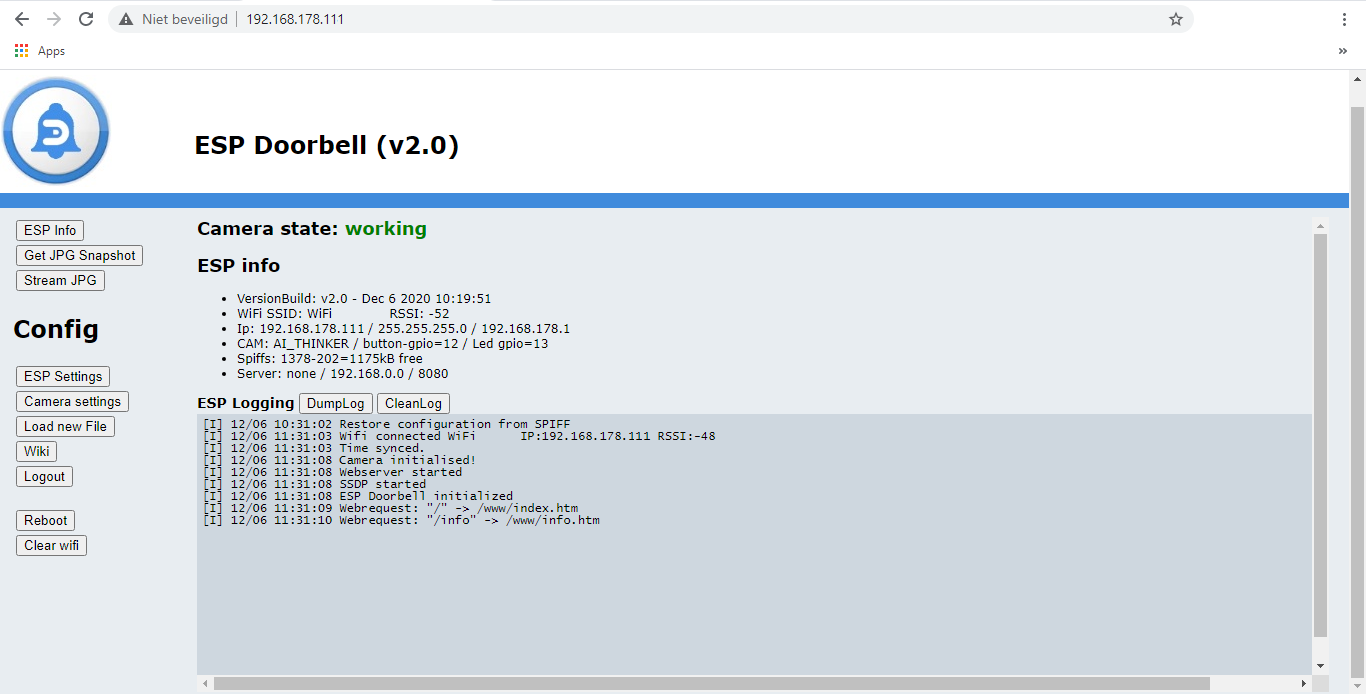 Niet beveiligd | 192.168.178.111
Apps
»
ESP Doorbell (v2.0)
ESP Info
Get JPG Snapshot
Stream JPG
Config
ESP Settings
Camera settings
Load new File
Wiki
Logout
Reboot
Clear wifi
Camera state: working
ESP info
• VersionBuild: v2.0 - Dec 6 2020 10:19:51
• WiFi SSID: WiFi RSSI: -52
• Ip: 192.168.178.111 / 255.255.255.0 / 192.168.178.1
• CAM: AI_THINKER / button-gpio=12 / Led gpio=13
• Spiffs: 1378-202=1175kB free
• Server: none / 192.168.0.0 / 8080
ESP Logging DumpLog CleanLog
[I] 12/06 10:31:02 Restore configuration from SPIFF
[I] 12/06 11:31:03 Wifi connected WiFi IP:192.168.178.111 RSSI:-48
[I] 12/06 11:31:03 Time synced.
[I] 12/06 11:31:08 Camera initialised!
[I] 12/06 11:31:08 Webserver started
[I] 12/06 11:31:08 SSDP started
[I] 12/06 11:31:08 ESP Doorbell initialized
[I] 12/06 11:31:09 Webrequest: "/" -> /www/index.htm
[I] 12/06 11:31:10 Webrequest: "/info" -> /www/info.htm